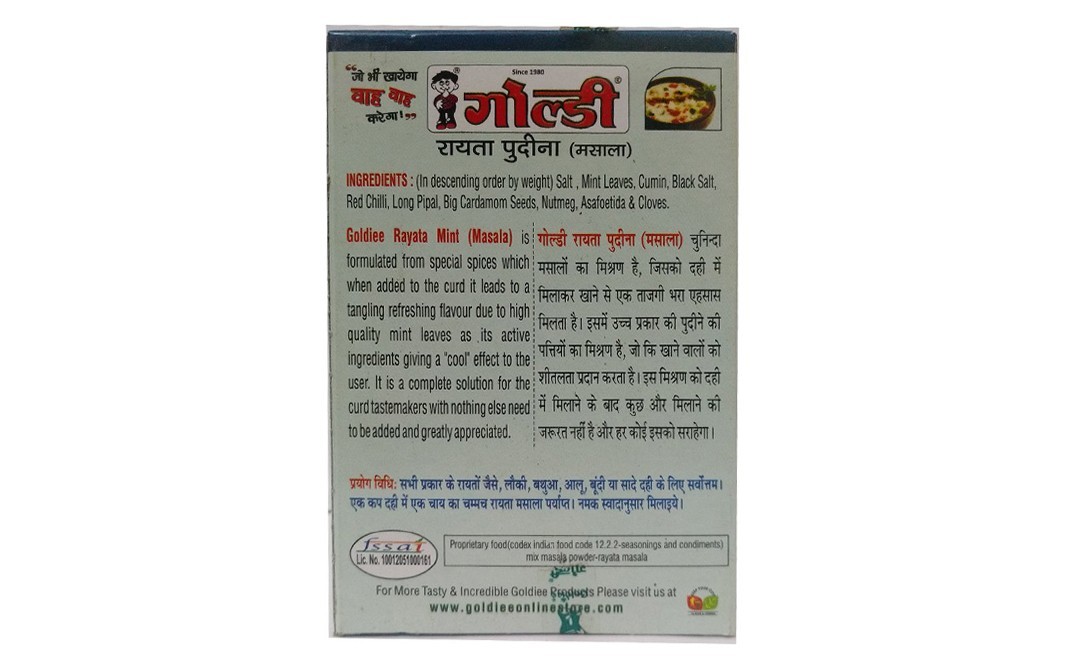 “जो भी खायेगा
वाह वाह
करेगा!”
Since 1980
गोल्डी
रायता पुदीना (मसाला)
INGREDIENTS : (In descending order by weight) Salt , Mint Leaves, Cumin, Black Salt,
Red Chilli, Long Pipal, Big Cardamom Seeds, Nutmeg, Asafoetida & Cloves.
Goldiee Rayata Mint (Masala) is
formulated from special spices which
when added to the curd it leads to a
tangling refreshing flavour due to high
quality mint leaves as its active
ingredients giving a "cool" effect to the
user. It is a complete solution for the
curd tastemakers with nothing else need
to be added and greatly appreciated.
गोल्डी रायता पुदीना (मसाला) चुनिन्दा
मसालों का मिश्रण है, जिसको दही में
मिलाकर खाने से एक ताजगी भरा एहसास
मिलता है। इसमें उच्च प्रकार की पुदीने की
पत्तियों का मिश्रण है, जो कि खाने वालों को
शीतलता प्रदान करता है। इस मिश्रण को दही
में मिलाने के बाद कुछ और मिलाने की
जरूरत नहीं है और हर कोई इसको सराहेगा।
प्रयोग विधि: सभी प्रकार के रायतों जैसे, लौकी, बथुआ, आलू, बूंदी या सादे दही के लिए सर्वोत्तम।
एक कप दही में एक चाय का चम्मच रायता मसाला पर्याप्त। नमक स्वादानुसार मिलाइये।
fssai
Lic. No. 10012051000161
Proprietary food(codex indian food code 12.2.2-seasonings and condiments)
mix masala powder-rayata masala
For More Tasty & Incredible Goldiee Products Please visit us at
www.goldieeonlinestore.com